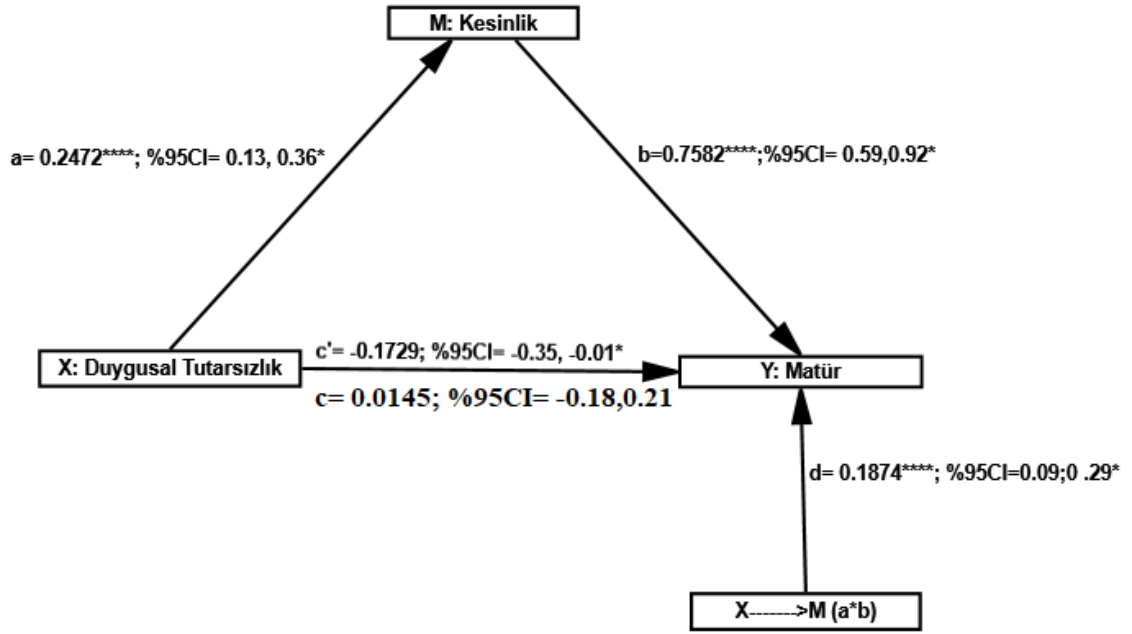 M: Kesinlik
a= 0.2472****; %95CI= 0.13, 0.36*
b=0.7582****;%95CI= 0.59,0.92*
c'= -0.1729; %95CI= -0.35, -0.01*
X: Duygusal Tutarsızlık
Y: Matür
c= 0.0145; %95CI= -0.18,0.21
d= 0.1874****; %95CI=0.09;0 .29*
X------->M (a*b)